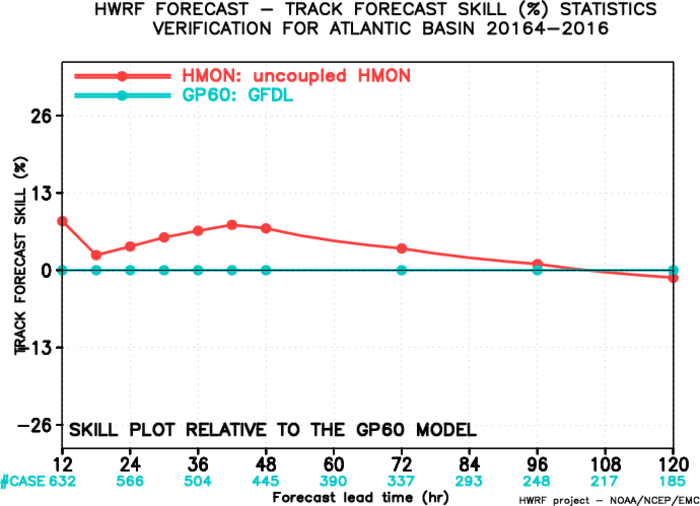 HWRF FORECAST – TRACK FORECAST SKILL (%) STATISTICS
VERIFICATION FOR ATLANTIC BASIN 20164–2016
HMON: uncoupled HMON
GP60: GFDL
26
13
0
–13
–26
TRACK FORECAST SKILL (%)
SKILL PLOT RELATIVE TO THE GP60 MODEL
12 24 36 48 60 72 84 96 108 120
#CASE 632 566 504 445 390 337 293 248 217 185
Forecast lead time (hr)
HWRF project – NOAA/NCEP/EMC